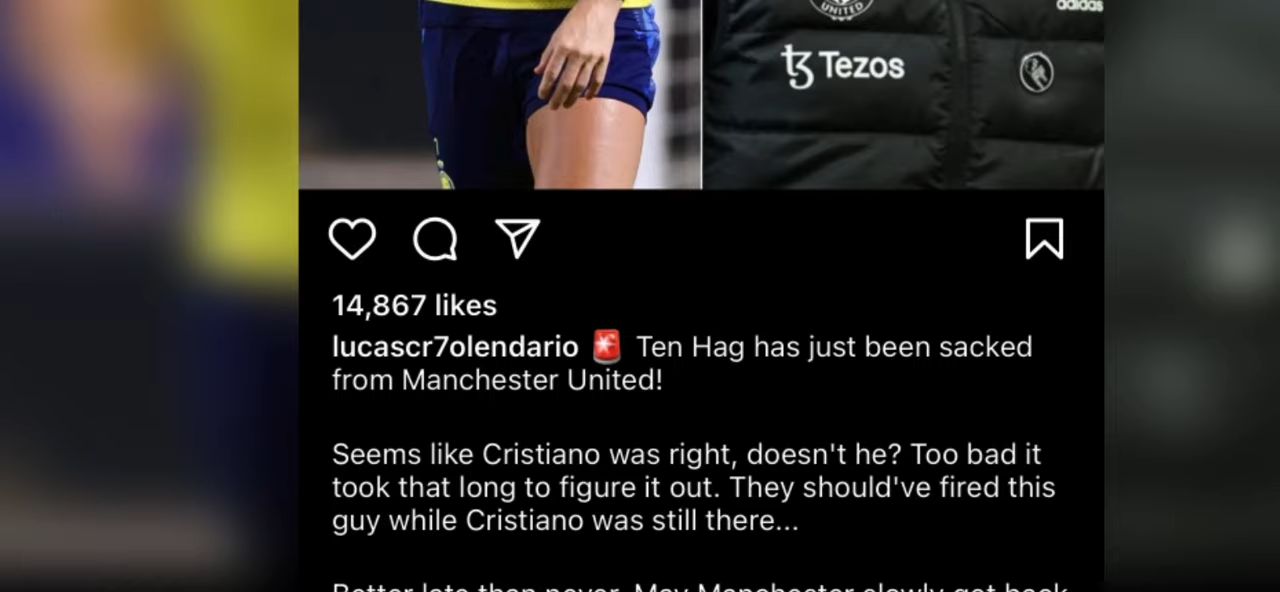 UNITED
adidas
Tezos
14,867 likes
lucascr7olendario 🚨 Ten Hag has just been sacked
from Manchester United!
Seems like Cristiano was right, doesn't he? Too bad it
took that long to figure it out. They should've fired this
guy while Cristiano was still there...
Better late than never. May Manchester slowly get back